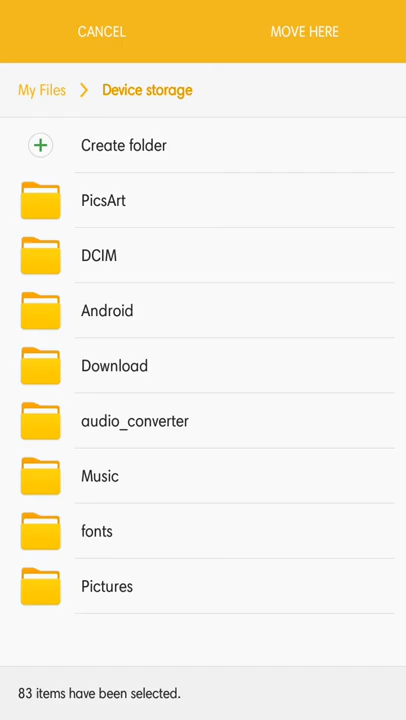 CANCEL MOVE HERE
My Files Device storage
Create folder
PicsArt
DCIM
Android
Download
audio_converter
Music
fonts
Pictures
83 items have been selected.